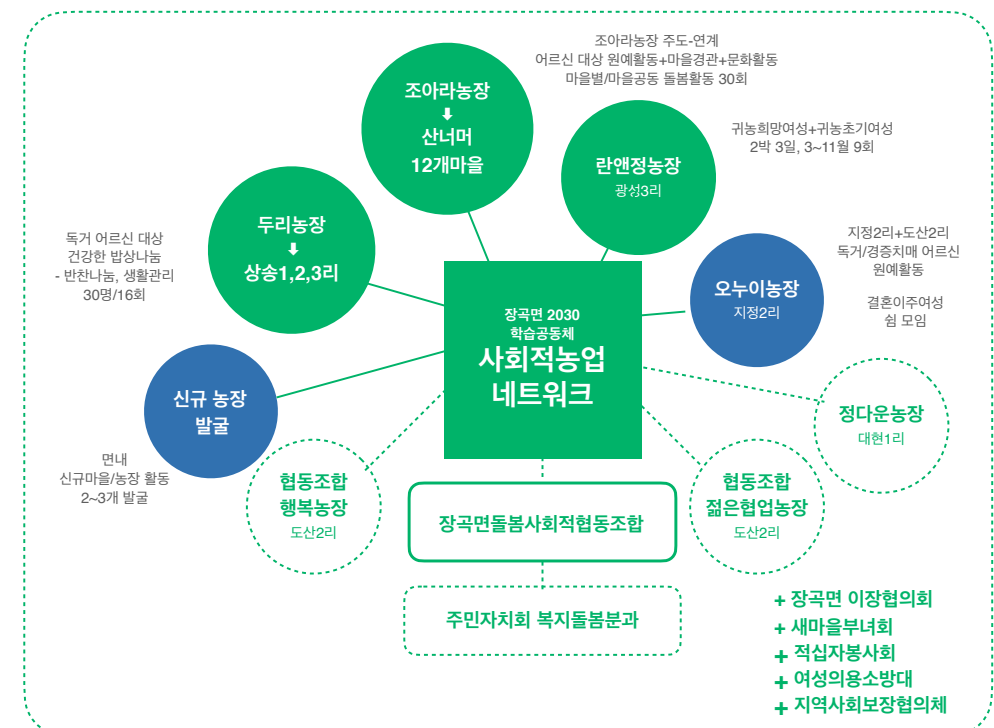 조아라농장 주도-연계
어르신 대상 원예활동+마을경관+문화활동
마을별/마을공동 돌봄활동 30회
조아라농장
산너머
12개마을
란앤정농장
광성3리
귀농희망여성+귀농초기여성
2박 3일, 3~11월 9회
두리농장
상송1,2,3리
독거 어르신 대상
건강한 밥상나눔
- 반찬나눔, 생활관리
30명/16회
지정2리+도산2리
독거/경증치매 어르신
원예활동
결혼이주여성
쉼 모임
오누이농장
지정2리
장곡면 2030
학습공동체
사회적농업
네트워크
신규 농장
발굴
면내
신규마을/농장 활동
2~3개 발굴
정다운농장
대현1리
협동조합
행복농장
도산2리
협동조합
젊은협업농장
도산2리
장곡면돌봄사회적협동조합
주민자치회 복지돌봄분과
+ 장곡면 이장협의회
+ 새마을부녀회
+ 적십자봉사회
+ 여성의용소방대
+ 지역사회보장협의체